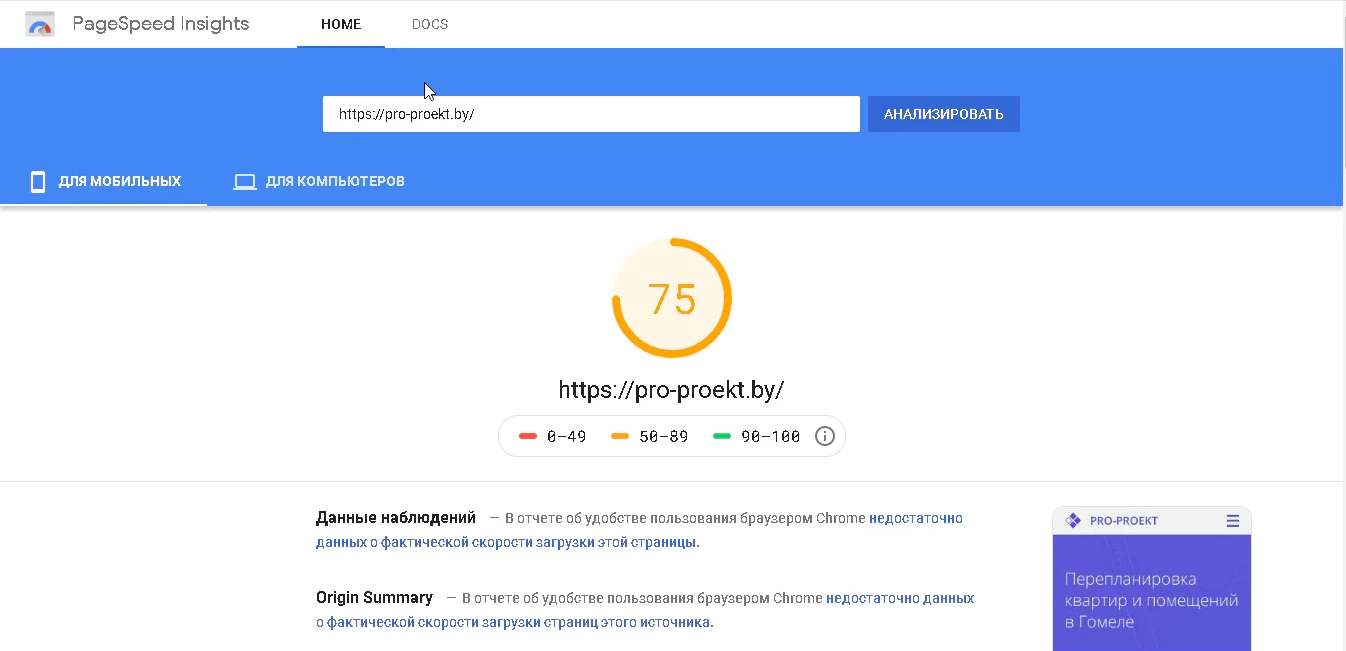 PageSpeed Insights HOME DOCS
https://pro-proekt.by/ АНАЛИЗИРОВАТЬ
ДЛЯ МОБИЛЬНЫХ ДЛЯ КОМПЬЮТЕРОВ
75
https://pro-proekt.by/
0–49 50–89 90–100
Данные наблюдений — В отчете об удобстве пользования браузером Chrome недостаточно
данных о фактической скорости загрузки этой страницы.
Origin Summary — В отчете об удобстве пользования браузером Chrome недостаточно данных
о фактической скорости загрузки страниц этого источника.
PRO-PROEKT
Перепланировка
квартир и помещений
в Гомеле